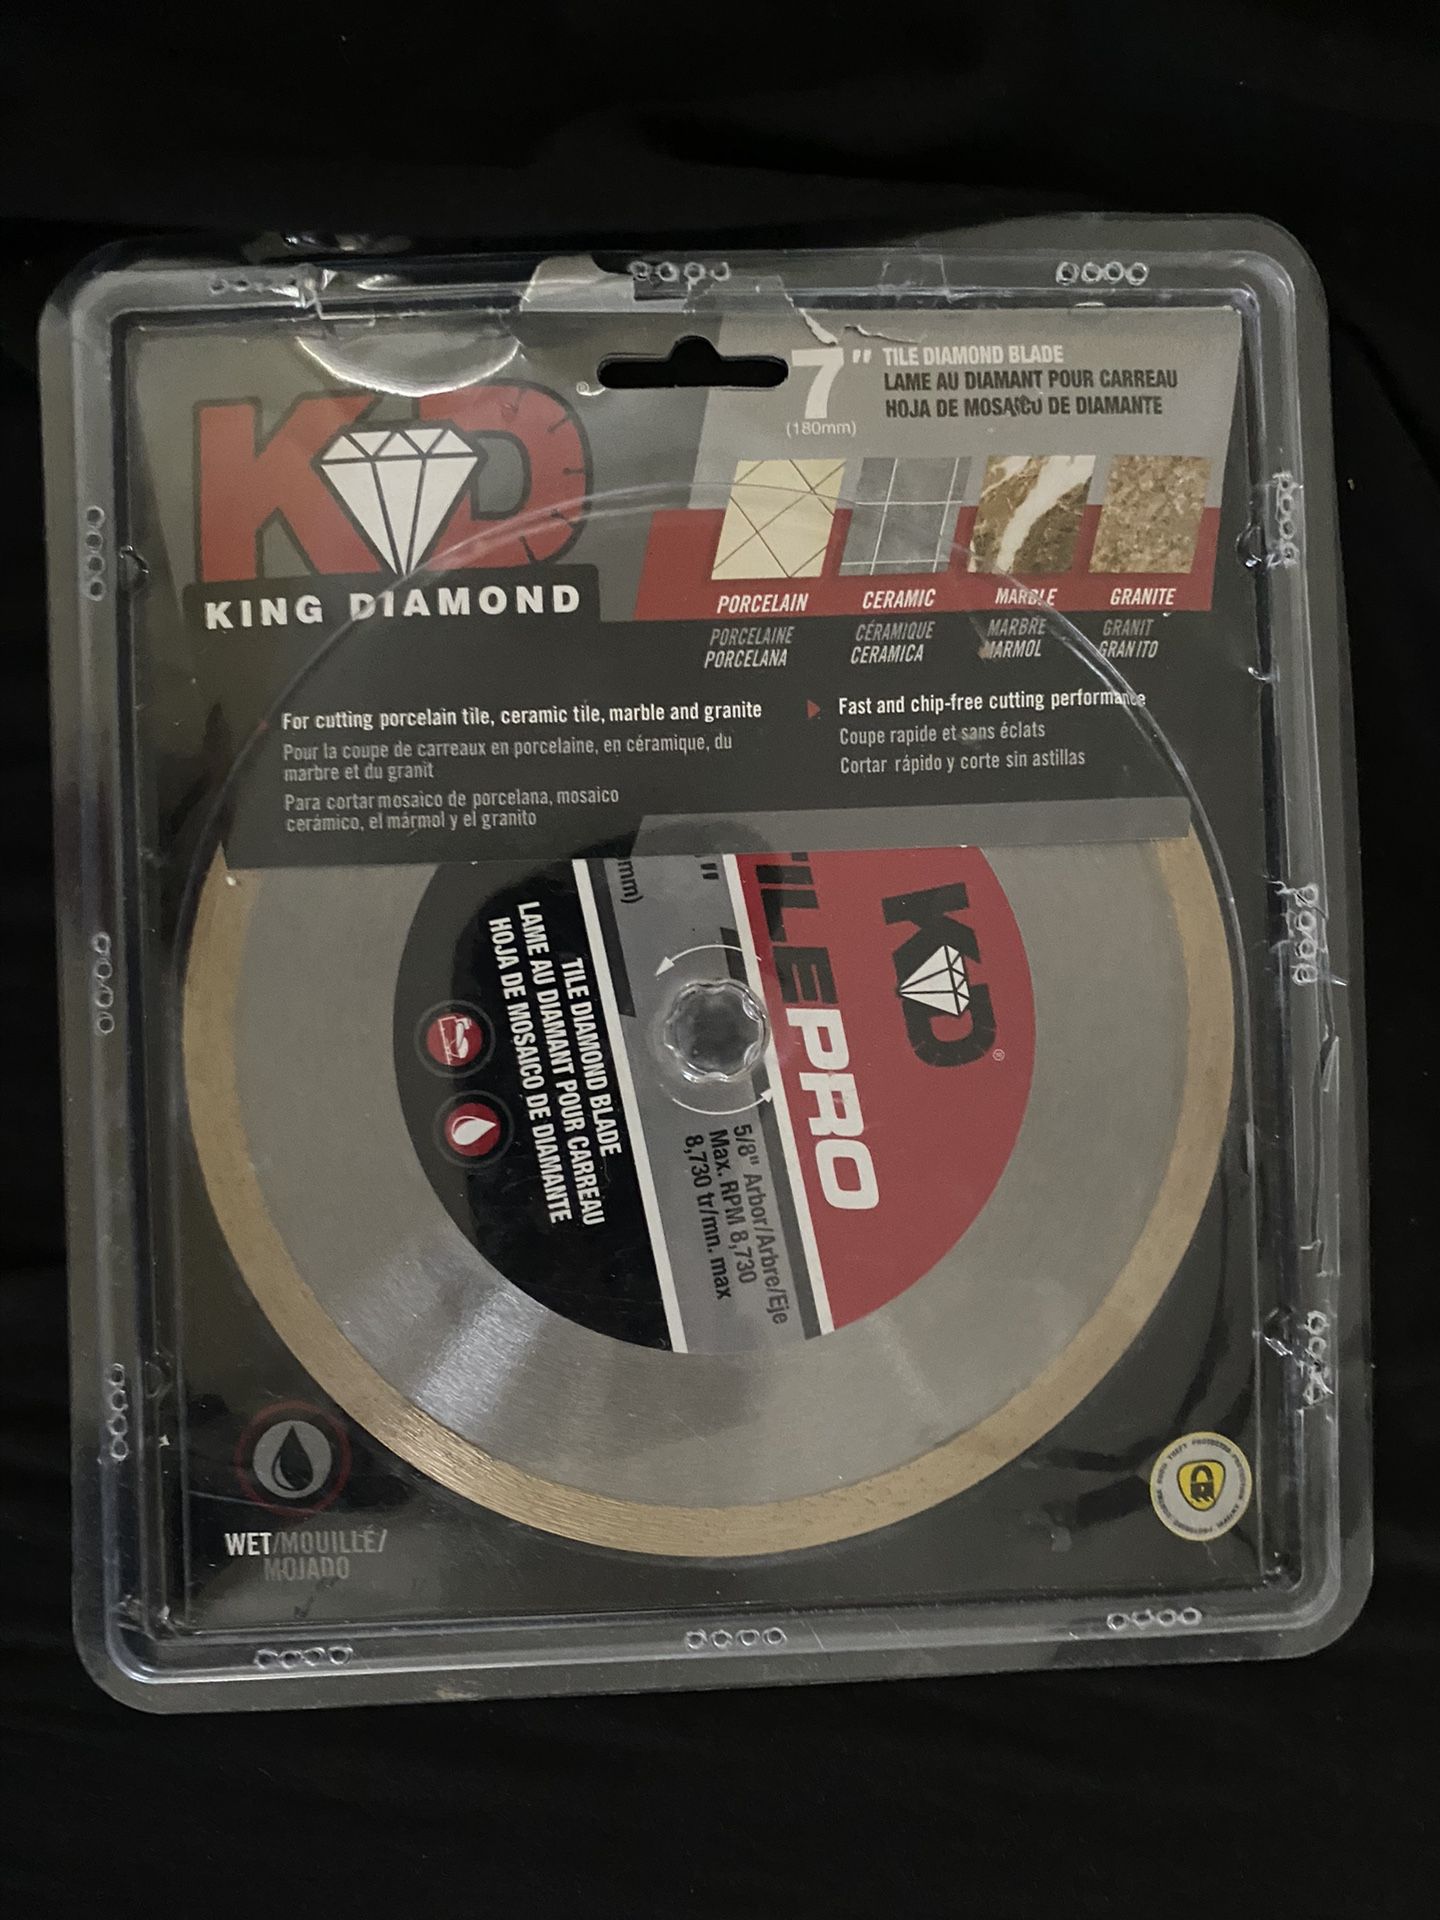 KD ®
KING DIAMOND
7"
(180mm)
TILE DIAMOND BLADE
LAME AU DIAMANT POUR CARREAU
HOJA DE MOSAICO DE DIAMANTE
PORCELAIN CERAMIC MARBLE GRANITE
PORCELAINE CÉRAMIQUE MARBRE GRANIT
PORCELANA CERAMICA MARMOL GRANITO
For cutting porcelain tile, ceramic tile, marble and granite
Pour la coupe de carreaux en porcelaine, en céramique, du
marbre et du granit
Para cortar mosaico de porcelana, mosaico
cerámico, el mármol y el granito
Fast and chip-free cutting performance
Coupe rapide et sans éclats
Cortar rápido y corte sin astillas
KD ®
TILEPRO
5/8" Arbor/Arbre/Eje
Max. RPM 8,730
8,730 tr/mn. max
mm)
TILE DIAMOND BLADE
LAME AU DIAMANT POUR CARREAU
HOJA DE MOSAICO DE DIAMANTE
WET/MOUILLÉ/
MOJADO